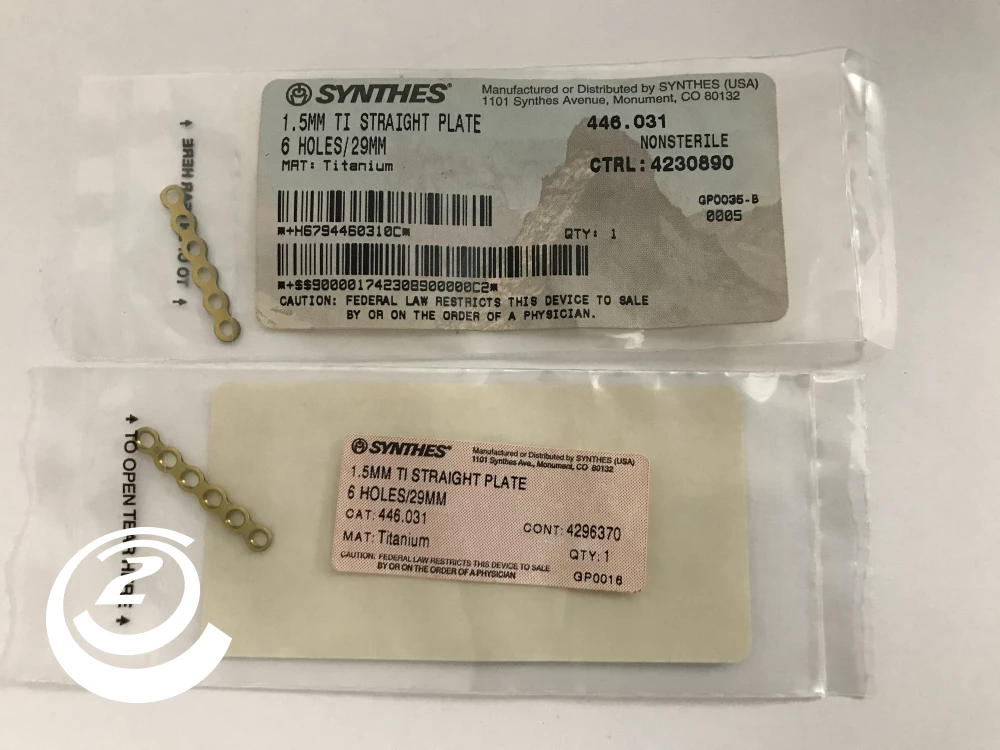 SYNTHES®
Manufactured or Distributed by SYNTHES (USA)
1101 Synthes Avenue, Monument, CO 80132
1.5MM TI STRAIGHT PLATE
446.031
6 HOLES/29MM
NONSTERILE
MAT: Titanium
CTRL: 4230890
GP0035-B
0005
*+H6794460310C*
QTY: 1
*+$$9000017423089000000C2*
CAUTION: FEDERAL LAW RESTRICTS THIS DEVICE TO SALE
BY OR ON THE ORDER OF A PHYSICIAN.
SYNTHES®
Manufactured or Distributed by SYNTHES (USA)
1101 Synthes Ave., Monument, CO 80132
1.5MM TI STRAIGHT PLATE
6 HOLES/29MM
CAT: 446.031
CONT: 4296370
MAT: Titanium
QTY: 1
CAUTION: FEDERAL LAW RESTRICTS THIS DEVICE TO SALE
BY OR ON THE ORDER OF A PHYSICIAN
GP0016
TO OPEN TEAR HERE
2